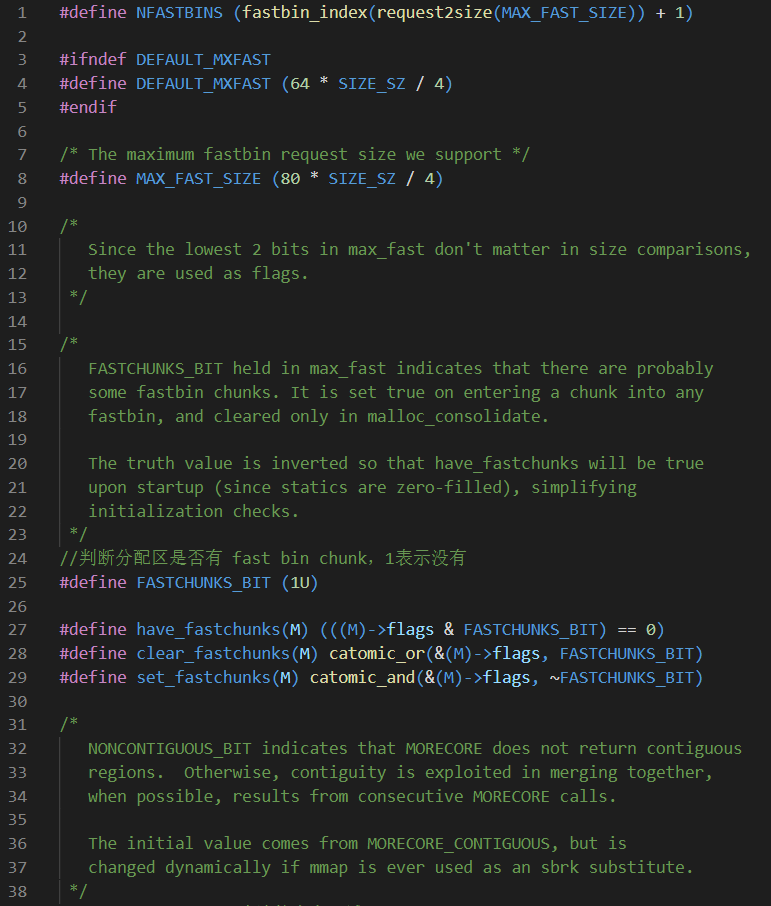 1 #define NFASTBINS (fastbin_index(request2size(MAX_FAST_SIZE)) + 1)
2
3 #ifndef DEFAULT_MXFAST
4 #define DEFAULT_MXFAST (64 * SIZE_SZ / 4)
5 #endif
6
7 /* The maximum fastbin request size we support */
8 #define MAX_FAST_SIZE (80 * SIZE_SZ / 4)
9
10 /*
11 Since the lowest 2 bits in max_fast don't matter in size comparisons,
12 they are used as flags.
13 */
14
15 /*
16 FASTCHUNKS_BIT held in max_fast indicates that there are probably
17 some fastbin chunks. It is set true on entering a chunk into any
18 fastbin, and cleared only in malloc_consolidate.
19
20 The truth value is inverted so that have_fastchunks will be true
21 upon startup (since statics are zero-filled), simplifying
22 initialization checks.
23 */
24 //判断分配区是否有 fast bin chunk，1表示没有
25 #define FASTCHUNKS_BIT (1U)
26
27 #define have_fastchunks(M) (((M)->flags & FASTCHUNKS_BIT) == 0)
28 #define clear_fastchunks(M) catomic_or(&(M)->flags, FASTCHUNKS_BIT)
29 #define set_fastchunks(M) catomic_and(&(M)->flags, ~FASTCHUNKS_BIT)
30
31 /*
32 NONCONTIGUOUS_BIT indicates that MORECORE does not return contiguous
33 regions.  Otherwise, contiguity is exploited in merging together,
34 when possible, results from consecutive MORECORE calls.
35
36 The initial value comes from MORECORE_CONTIGUOUS, but is
37 changed dynamically if mmap is ever used as an sbrk substitute.
38 */